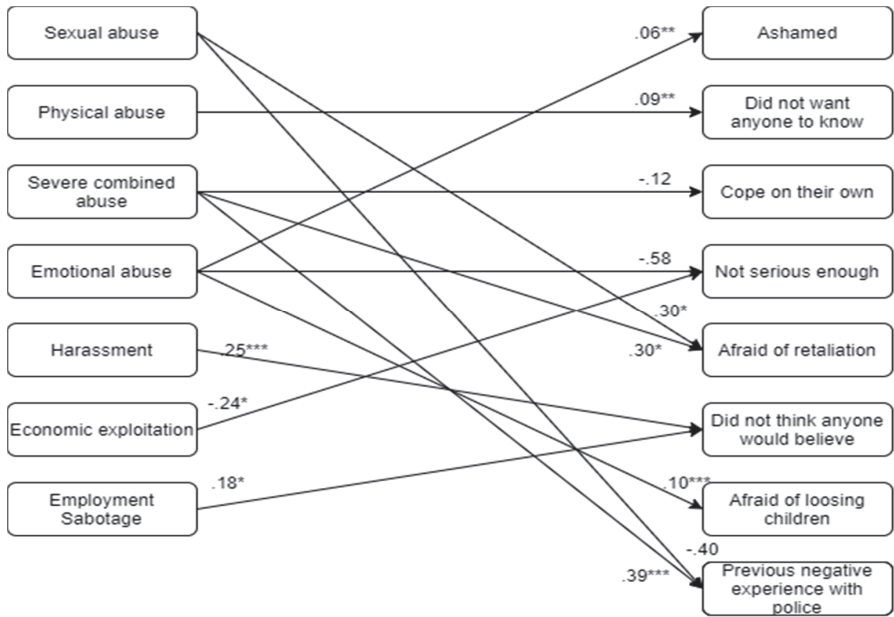 Sexual abuse
.06**
Ashamed
Physical abuse
.09**
Did not want
anyone to know
Severe combined
abuse
-.12
Cope on their own
Emotional abuse
-.58
Not serious enough
.30*
Harassment
.25***
.30*
Afraid of retaliation
-.24*
Economic exploitation
Did not think anyone
would believe
.18*
.10***
Employment
Sabotage
Afraid of loosing
children
-.40
.39***
Previous negative
experience with
police